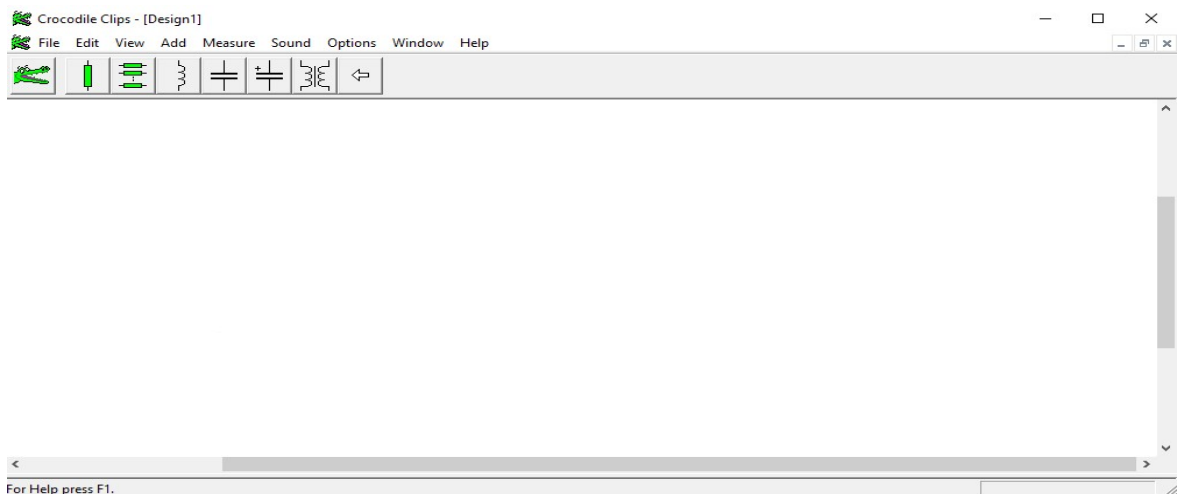 Crocodile Clips - [Design1]
File Edit View Add Measure Sound Options Window Help
For Help press F1.